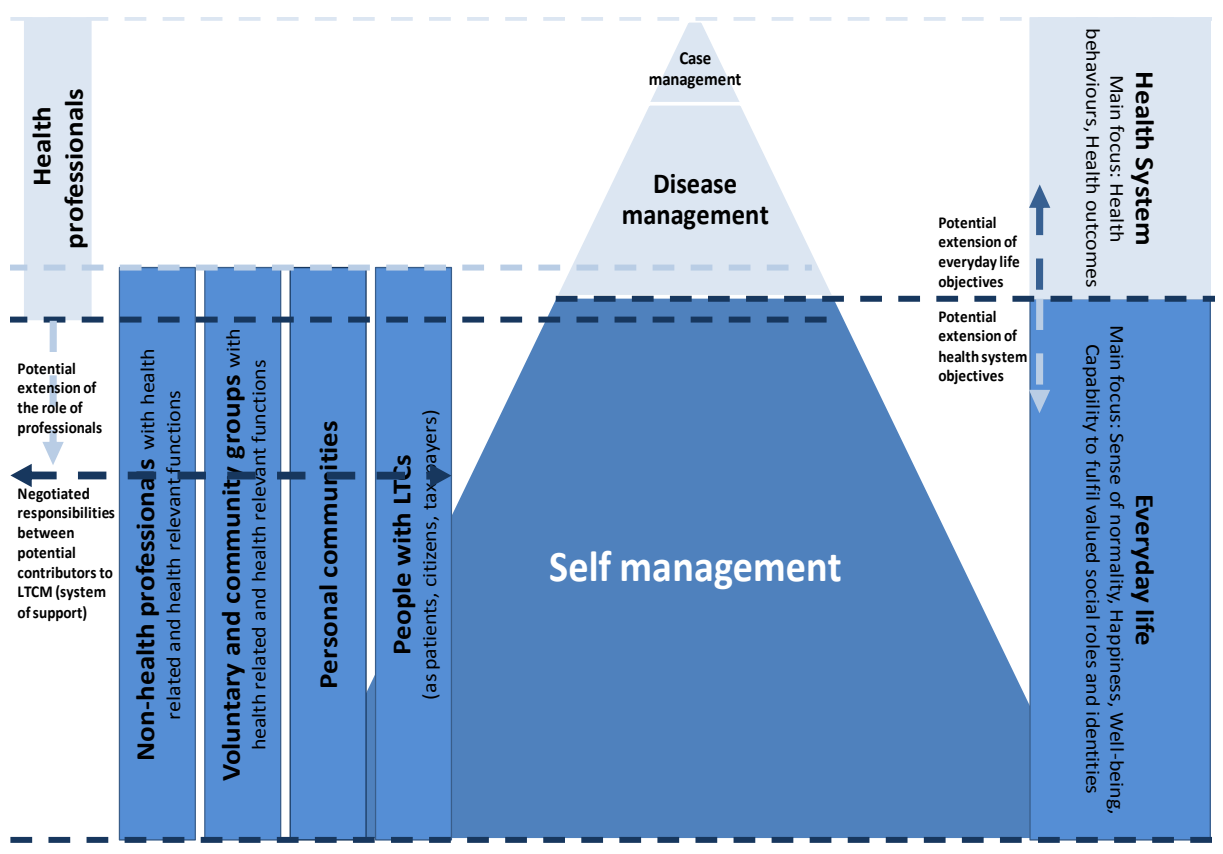 Health
professionals
Potential
extension of
the role of
professionals
Negotiated
responsibilities
between
potential
contributors to
LTCM (system
of support)
Non-health professionals with health
related and health relevant functions
Voluntary and community groups with
health related and health relevant functions
Personal communities
People with LTCs
(as patients, citizens, tax payers)
Case
management
Disease
management
Self management
Potential
extension of
everyday life
objectives
Potential
extension of
health system
objectives
Health System
Main focus: Health
behaviours, Health outcomes
Everyday life
Main focus: Sense of normality, Happiness, Well-being,
Capability to fulfil valued social roles and identities